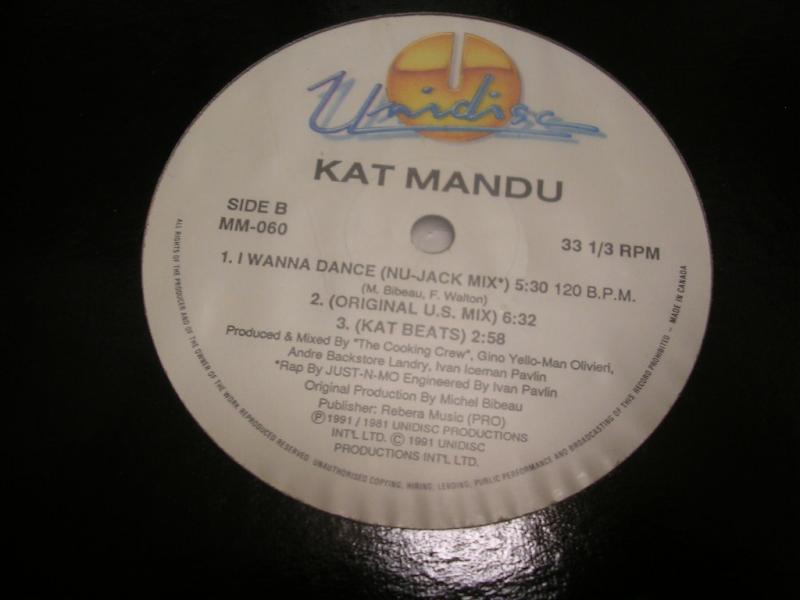 Unidisc
KAT MANDU
SIDE B
MM-060
33 1/3 RPM
1. I WANNA DANCE (NU-JACK MIX*) 5:30 120 B.P.M.
(M. Bibeau, F. Walton)
2. (ORIGINAL U.S. MIX) 6:32
3. (KAT BEATS) 2:58
Produced & Mixed By "The Cooking Crew", Gino Yello-Man Olivieri,
Andre Backstore Landry, Ivan Iceman Pavlin
*Rap By JUST-N-MO Engineered By Ivan Pavlin
Original Production By Michel Bibeau
Publisher: Rebera Music (PRO)
Ⓟ 1991 / 1981 UNIDISC PRODUCTIONS
INT'L LTD. © 1991 UNIDISC
PRODUCTIONS INT'L LTD.
ALL RIGHTS OF THE PRODUCER AND OF THE OWNER OF THE WORK REPRODUCED RESERVED. UNAUTHORISED COPYING, HIRING, LENDING, PUBLIC PERFORMANCE AND BROADCASTING OF THIS RECORD PROHIBITED – MADE IN CANADA